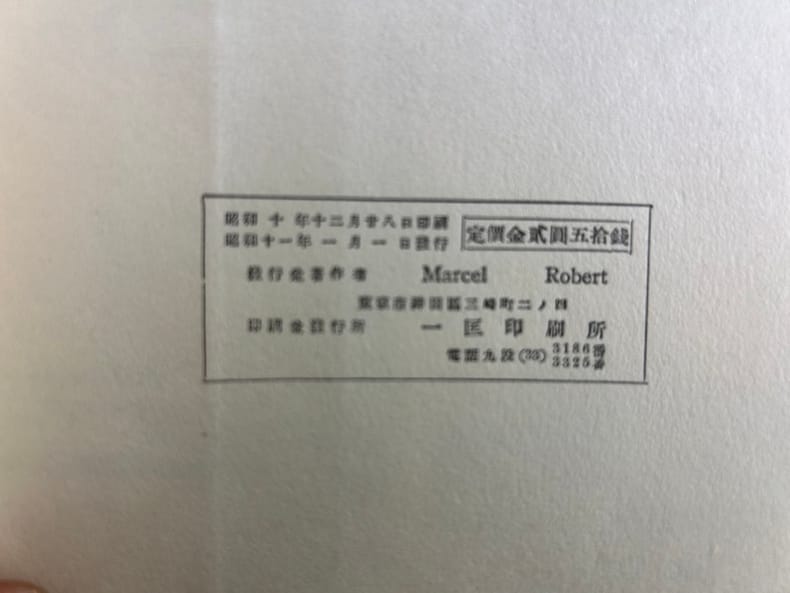 昭和十年十二月廿八日印刷
昭和十一年一月一日發行
定價金貳圓五拾錢
發行兼著作者 Marcel Robert
東京市神田區三崎町二ノ四
印刷兼發行所 一匡印刷所
電話九段(33) 3186番
3325番